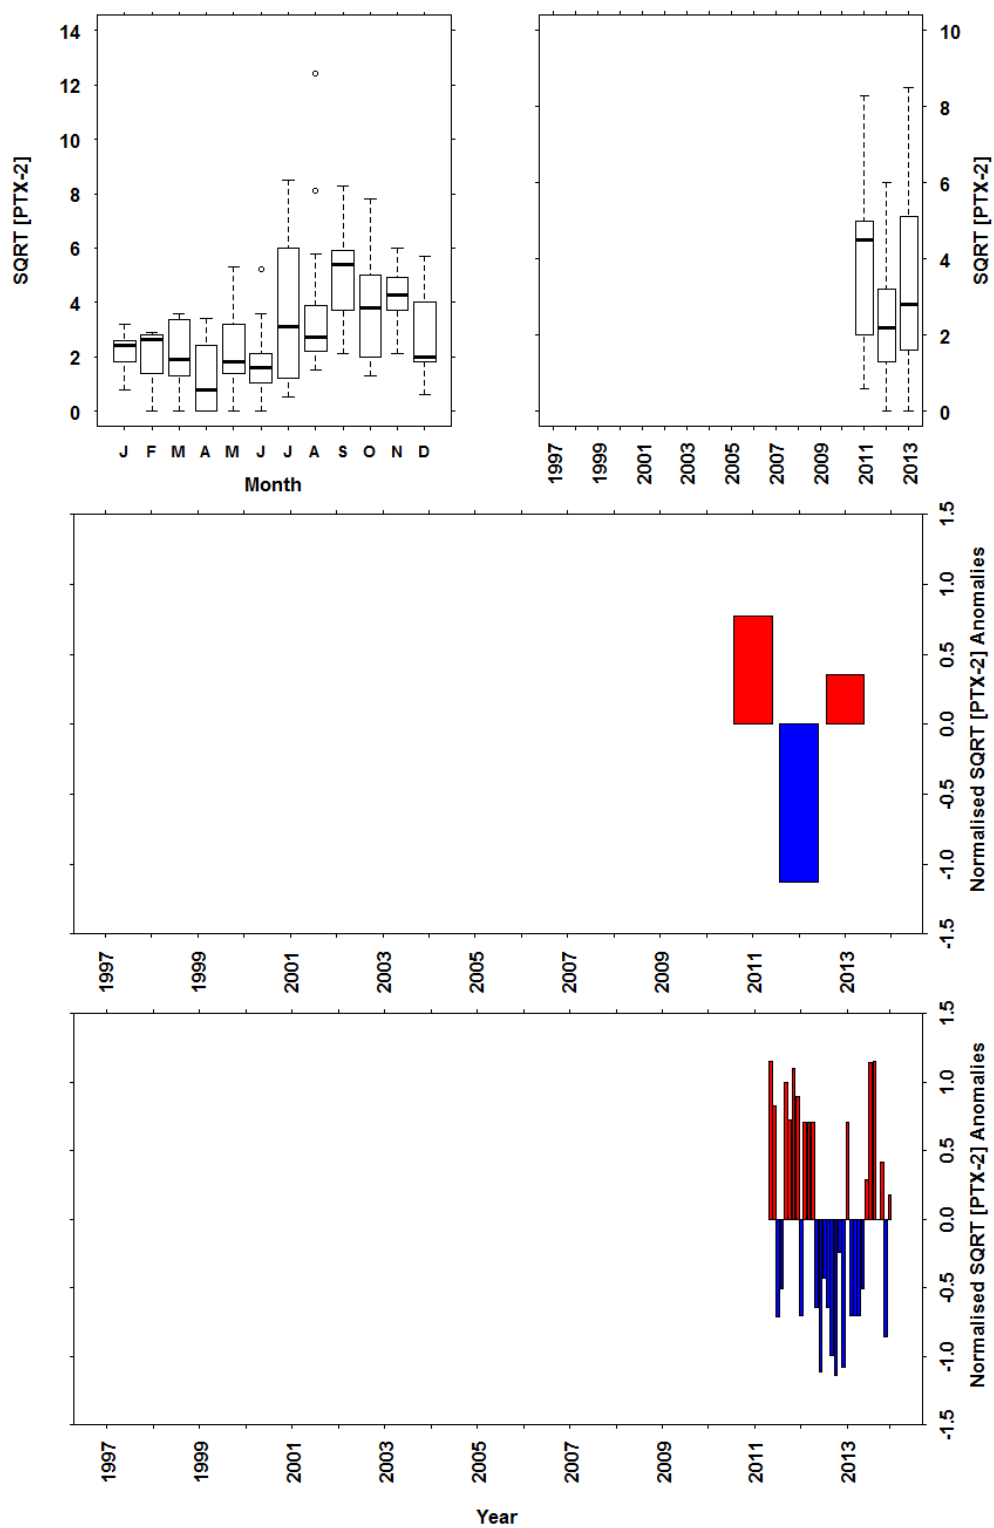 14
12
10
8
6
4
2
0
SQRT [PTX-2]
J F M A M J J A S O N D
Month
10
8
6
4
2
0
SQRT [PTX-2]
1997 1999 2001 2003 2005 2007 2009 2011 2013
1.5
1.0
0.5
0.0
-0.5
-1.0
-1.5
Normalised SQRT [PTX-2] Anomalies
1997 1999 2001 2003 2005 2007 2009 2011 2013
1.5
1.0
0.5
0.0
-0.5
-1.0
-1.5
Normalised SQRT [PTX-2] Anomalies
1997 1999 2001 2003 2005 2007 2009 2011 2013
Year